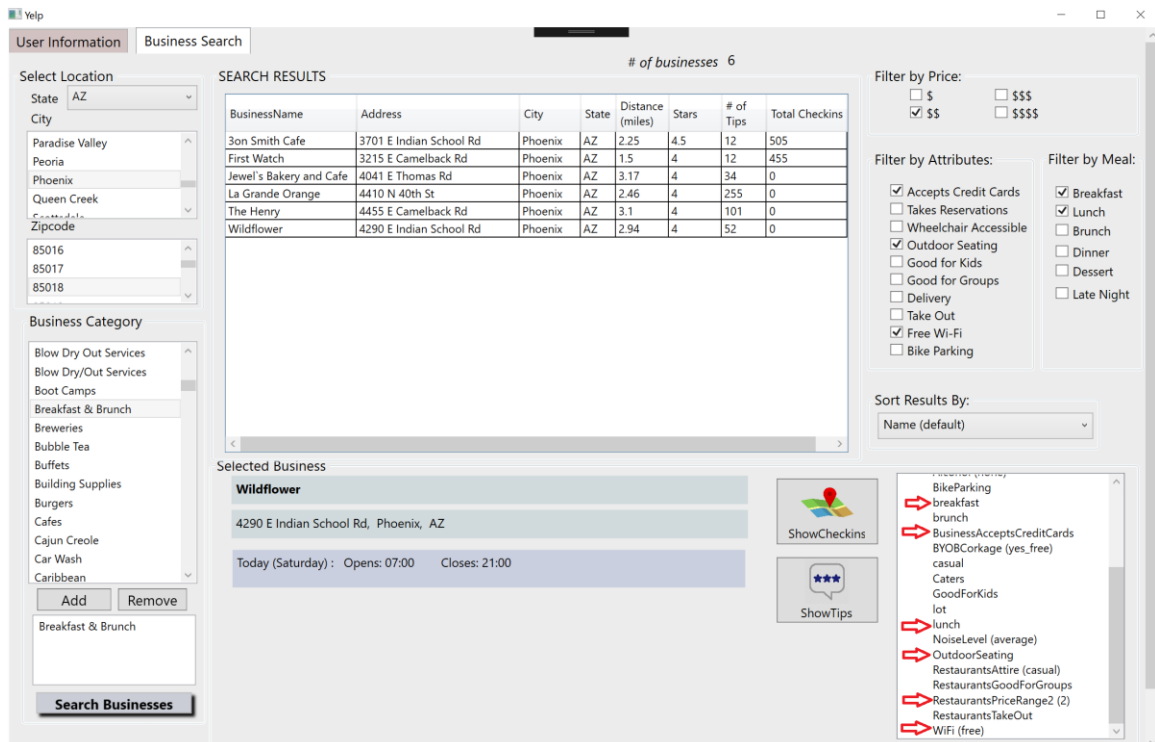 Yelp
User Information
Business Search
# of businesses 6
Select Location
State AZ
City
Paradise Valley
Peoria
Phoenix
Queen Creek
Scottsdale
Zipcode
85016
85017
85018
Business Category
Blow Dry Out Services
Blow Dry/Out Services
Boot Camps
Breakfast & Brunch
Breweries
Bubble Tea
Buffets
Building Supplies
Burgers
Cafes
Cajun Creole
Car Wash
Caribbean
Add Remove
Breakfast & Brunch
Search Businesses
SEARCH RESULTS
BusinessName Address City State Distance (miles) Stars # of Tips Total Checkins
3on Smith Cafe 3701 E Indian School Rd Phoenix AZ 2.25 4.5 12 505
First Watch 3215 E Camelback Rd Phoenix AZ 1.5 4 12 455
Jewel`s Bakery and Cafe 4041 E Thomas Rd Phoenix AZ 3.17 4 34 0
La Grande Orange 4410 N 40th St Phoenix AZ 2.46 4 255 0
The Henry 4455 E Camelback Rd Phoenix AZ 3.1 4 101 0
Wildflower 4290 E Indian School Rd Phoenix AZ 2.94 4 52 0
Filter by Price:
$ $$$
$$ $$$$
Filter by Attributes:
Accepts Credit Cards
Takes Reservations
Wheelchair Accessible
Outdoor Seating
Good for Kids
Good for Groups
Delivery
Take Out
Free Wi-Fi
Bike Parking
Filter by Meal:
Breakfast
Lunch
Brunch
Dinner
Dessert
Late Night
Sort Results By:
Name (default)
Selected Business
Wildflower
4290 E Indian School Rd, Phoenix, AZ
Today (Saturday) : Opens: 07:00 Closes: 21:00
ShowCheckins
ShowTips
BikeParking
breakfast
brunch
BusinessAcceptsCreditCards
BYOBCorkage (yes_free)
casual
Caters
GoodForKids
lot
lunch
NoiseLevel (average)
OutdoorSeating
RestaurantsAttire (casual)
RestaurantsGoodForGroups
RestaurantsPriceRange2 (2)
RestaurantsTakeOut
WiFi (free)